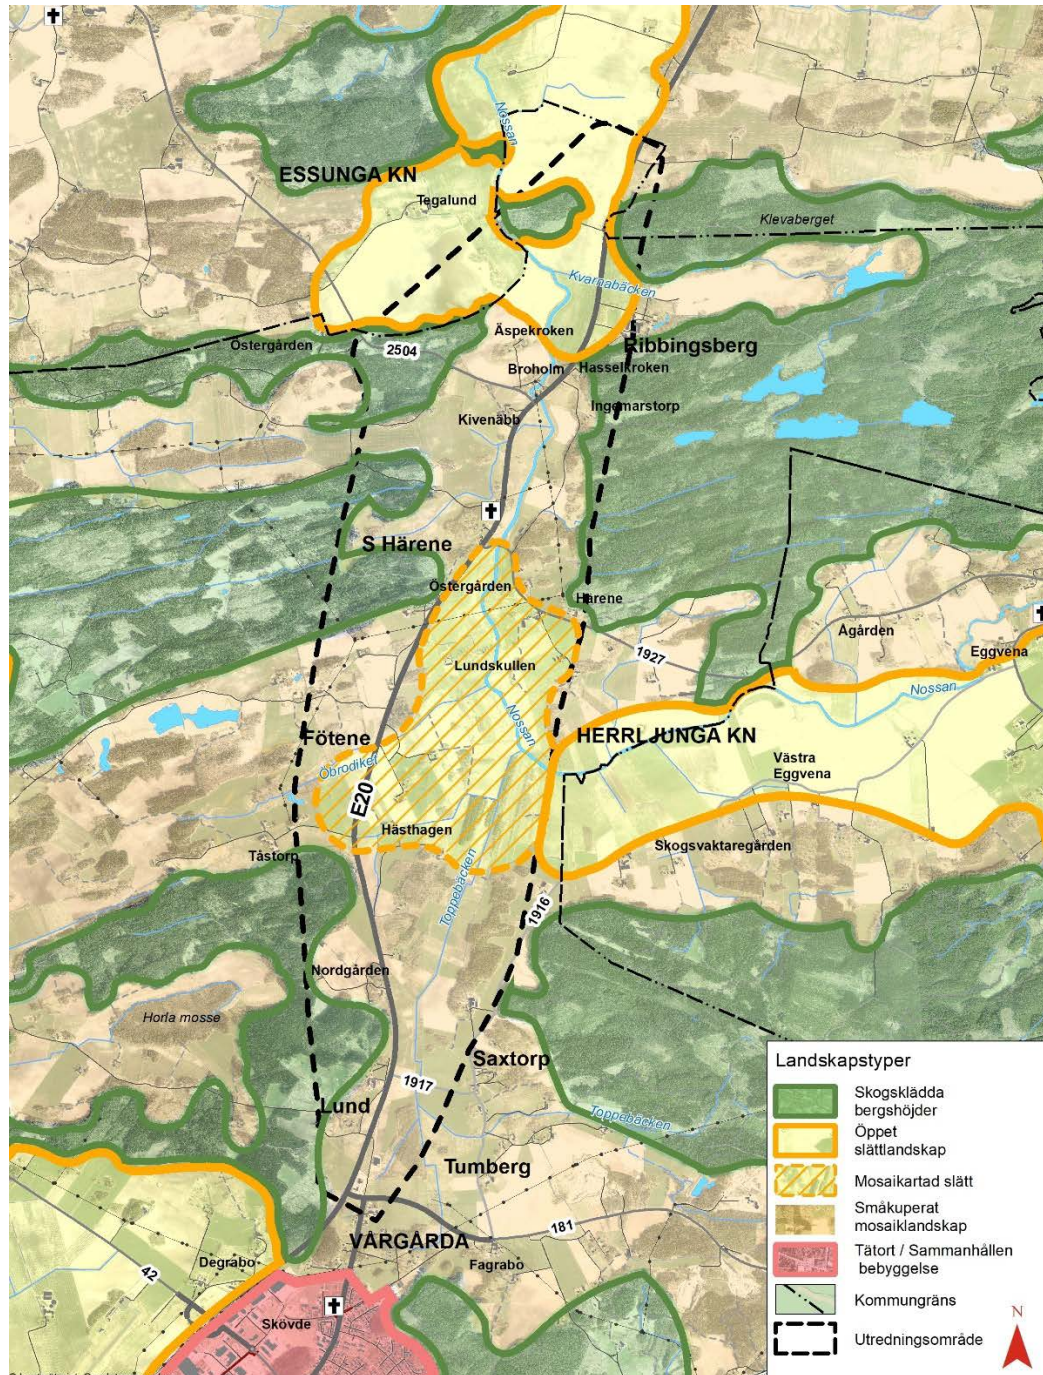 Nossan
ESSUNGA KN
Tegalund
Klevaberget
Kvarnabäcken
Äspekroken
Östergården
2504
Ribbingsberg
Broholm
Hasselkroken
Ingemarstorp
Kivenäbb
S Härene
Östergården
Härene
Ågården
1927
Eggvena
Lundskullen
Nossan
Nossan
Fötene
HERRLJUNGA KN
Öbrodiket
Västra
Eggvena
E20
Hästhagen
Skogsvaktaregården
Tåstorp
Toppebäcken
1916
Nordgården
Horla mosse
Saxtorp
1917
Lund
Toppebäcken
Tumberg
181
VÅRGÅRDA
Degrabo
Fagrabo
42
Skövde
Landskapstyper
Skogsklädda
bergshöjder
Öppet
slättlandskap
Mosaikartad slätt
Småkuperat
mosaiklandskap
Tätort / Sammanhållen
bebyggelse
Kommungräns
Utredningsområde
N